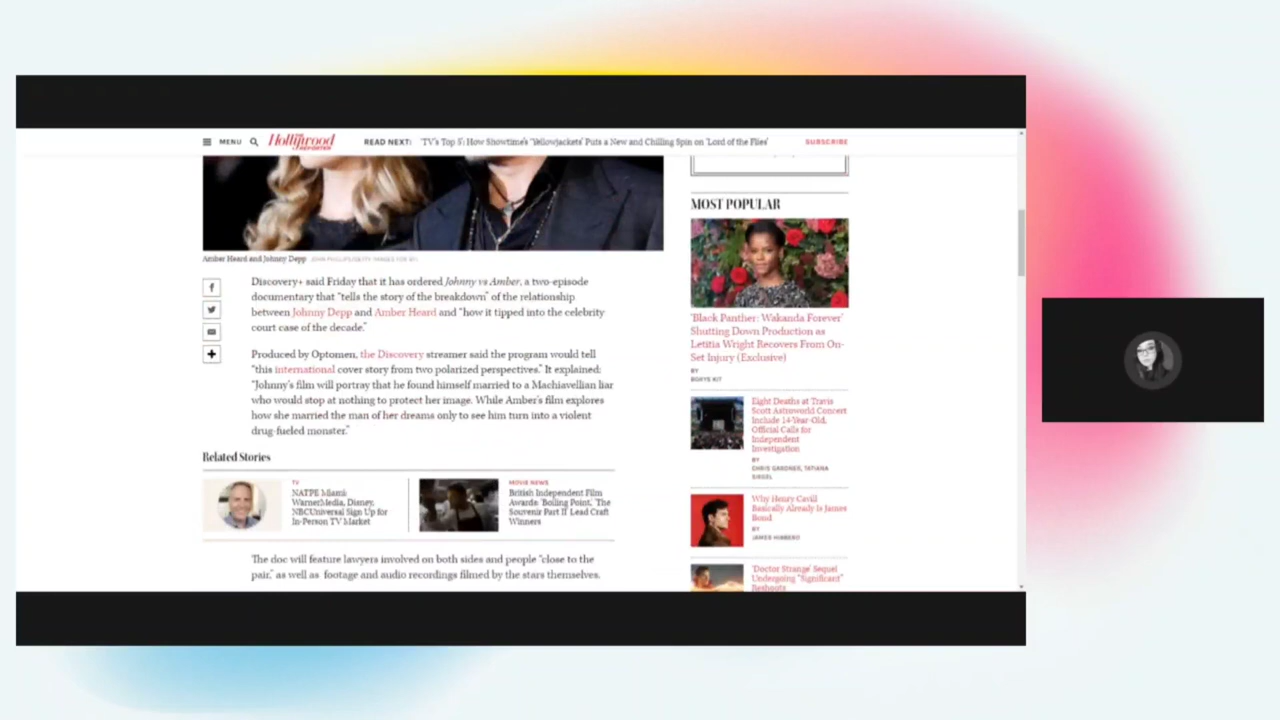 MENU
The Hollywood REPORTER
READ NEXT: 'TV's Top 5': How Showtime's 'Yellowjackets' Puts a New and Chilling Spin on 'Lord of the Flies'
SUBSCRIBE
Amber Heard and Johnny Depp
Discovery+ said Friday that it has ordered Johnny vs Amber, a two-episode
documentary that "tells the story of the breakdown" of the relationship
between Johnny Depp and Amber Heard and "how it tipped into the celebrity
court case of the decade."
Produced by Optomen, the Discovery streamer said the program would tell
"this international cover story from two polarized perspectives." It explained:
"Johnny's film will portray that he found himself married to a Machiavellian liar
who would stop at nothing to protect her image. While Amber's film explores
how she married the man of her dreams only to see him turn into a violent
drug-fueled monster."
Related Stories
TV
NATPE Miami:
WarnerMedia, Disney,
NBCUniversal Sign Up for
In-Person TV Market
MOVIE NEWS
British Independent Film
Awards: 'Boiling Point,' 'The
Souvenir Part II' Lead Craft
Winners
The doc will feature lawyers involved on both sides and people "close to the
pair," as well as footage and audio recordings filmed by the stars themselves.
MOST POPULAR
'Black Panther: Wakanda Forever'
Shutting Down Production as
Letitia Wright Recovers From On-
Set Injury (Exclusive)
BY
BORYS KIT
Eight Deaths at Travis
Scott Astroworld Concert
Include 14-Year-Old,
Official Calls for
Independent
Investigation
BY
CHRIS GARDNER, TATIANA
SIEGEL
Why Henry Cavill
Basically Already Is James
Bond
BY
JAMES HIBBERD
'Doctor Strange' Sequel
Undergoing "Significant"
Reshoots